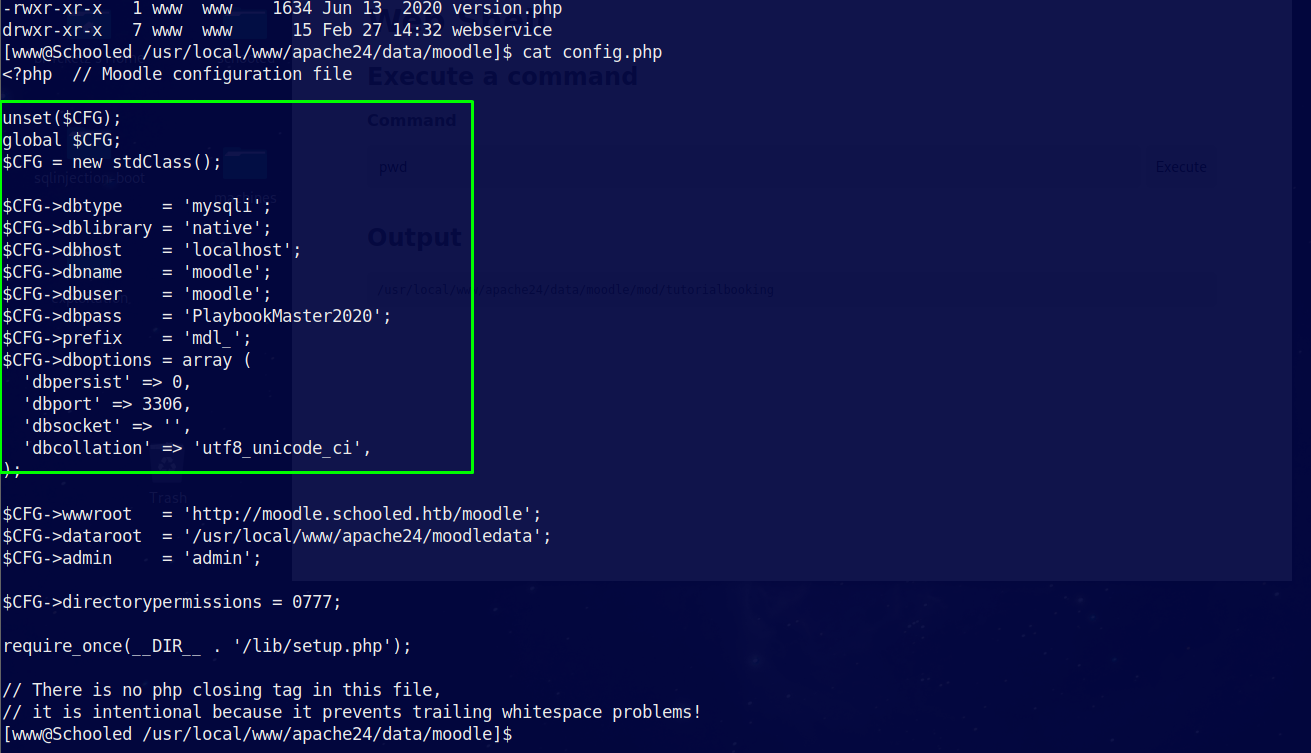 -rwxr-xr-x   1 www  www    1634 Jun 13  2020 version.php
drwxr-xr-x   7 www  www      15 Feb 27 14:32 webservice
[www@Schooled /usr/local/www/apache24/data/moodle]$ cat config.php
<?php  // Moodle configuration file
Execute a command
unset($CFG);
Command
global $CFG;
$CFG = new stdClass();
pwd
Execute
sqlinjection-boot
$CFG->dbtype    = 'mysqli';
$CFG->dblibrary = 'native';
Output
$CFG->dbhost    = 'localhost';
$CFG->dbname    = 'moodle';
$CFG->dbuser    = 'moodle';
/usr/local/www/apache24/data/moodle/mod/tutorialbooking
$CFG->dbpass    = 'PlaybookMaster2020';
$CFG->prefix    = 'mdl_';
$CFG->dboptions = array (
  'dbpersist' => 0,
  'dbport' => 3306,
  'dbsocket' => '',
  'dbcollation' => 'utf8_unicode_ci',
);
Trash
$CFG->wwwroot   = 'http://moodle.schooled.htb/moodle';
$CFG->dataroot  = '/usr/local/www/apache24/moodledata';
$CFG->admin     = 'admin';
$CFG->directorypermissions = 0777;
require_once(__DIR__ . '/lib/setup.php');
// There is no php closing tag in this file,
// it is intentional because it prevents trailing whitespace problems!
[www@Schooled /usr/local/www/apache24/data/moodle]$